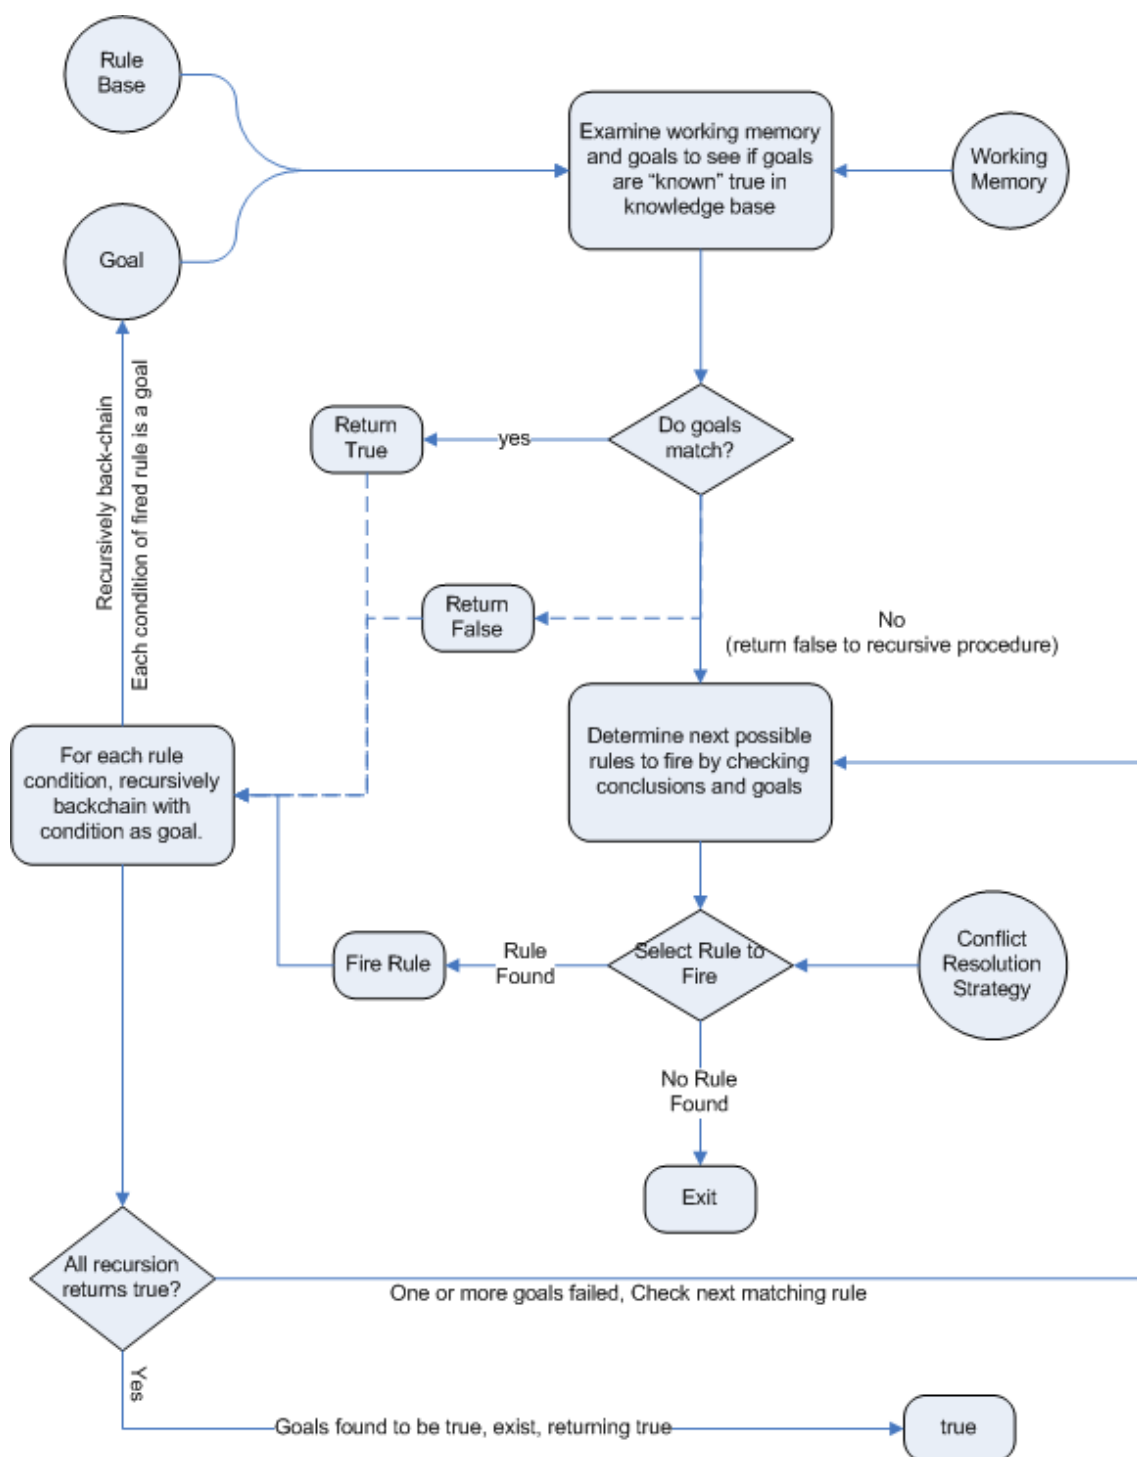 Rule
Base
Examine working memory
and goals to see if goals
are “known” true in
knowledge base
Working
Memory
Goal
Recursively back-chain
Each condition of fired rule is a goal
Return
True
yes
Do goals
match?
Return
False
No
(return false to recursive procedure)
For each rule
condition, recursively
backchain with
condition as goal.
Determine next possible
rules to fire by checking
conclusions and goals
Fire Rule
Rule
Found
Select Rule to
Fire
Conflict
Resolution
Strategy
No Rule
Found
Exit
All recursion
returns true?
One or more goals failed, Check next matching rule
Yes
Goals found to be true, exist, returning true
true